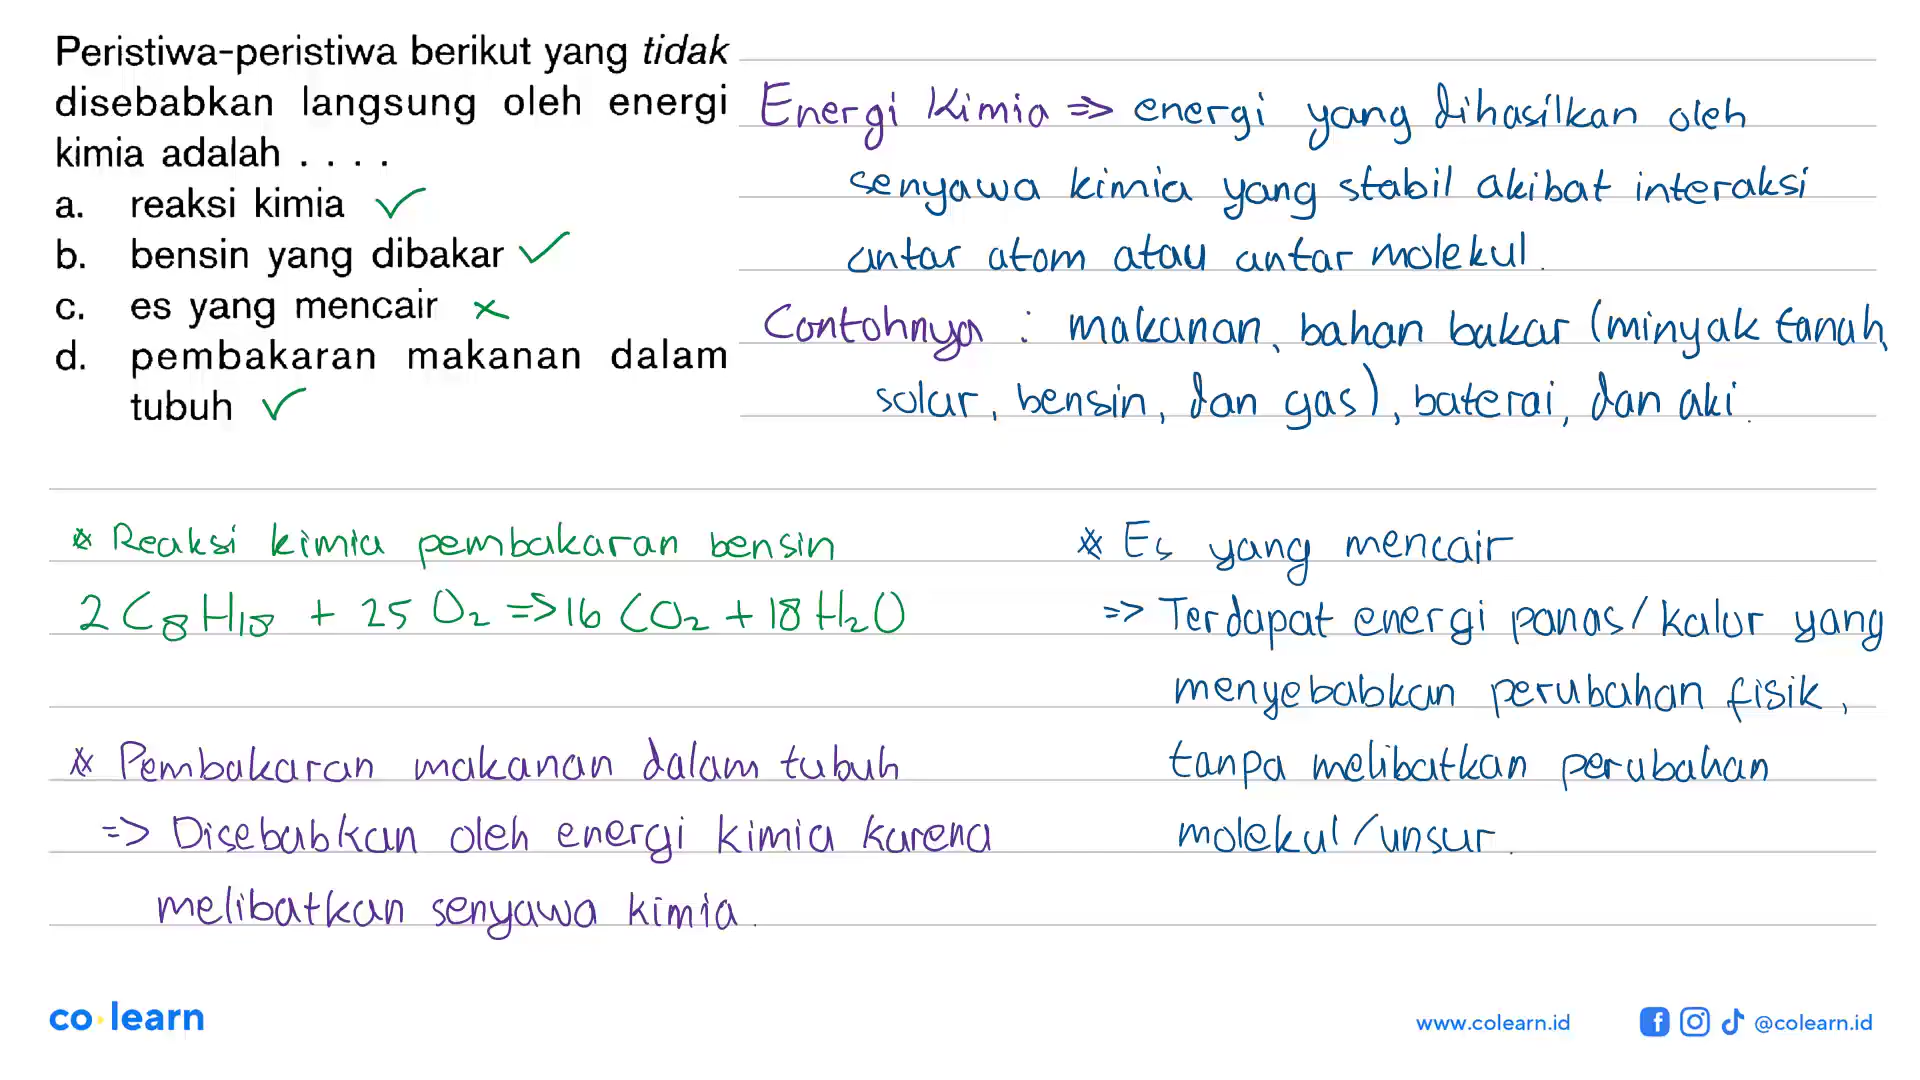 Peristiwa-peristiwa berikut yang tidak
disebabkan langsung oleh energi
kimia adalah . . . .
a. reaksi kimia ✓
b. bensin yang dibakar ✓
c. es yang mencair ×
d. pembakaran makanan dalam
tubuh ✓
Energi Kimia => energi yang dihasilkan oleh
senyawa kimia yang stabil akibat interaksi
antar atom atau antar molekul.
Contohnya : makanan, bahan bakar (minyak tanah,
solar, bensin, dan gas), baterai, dan aki.
* Reaksi kimia pembakaran bensin
2 C₈H₁₈ + 25 O₂ => 16 CO₂ + 18 H₂O
* Pembakaran makanan dalam tubuh
=> Disebabkan oleh energi kimia karena
melibatkan senyawa kimia.
* Es yang mencair
=> Terdapat energi panas/kalor yang
menyebabkan perubahan fisik,
tanpa melibatkan perubahan
molekul/unsur.
co learn
www.colearn.id
@colearn.id